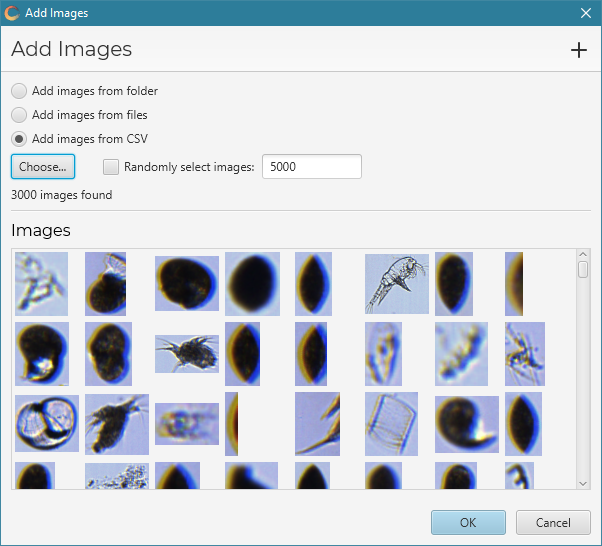 Add Images
Add Images
Add images from folder
Add images from files
Add images from CSV
Choose... Randomly select images: 5000
3000 images found
Images
OK Cancel